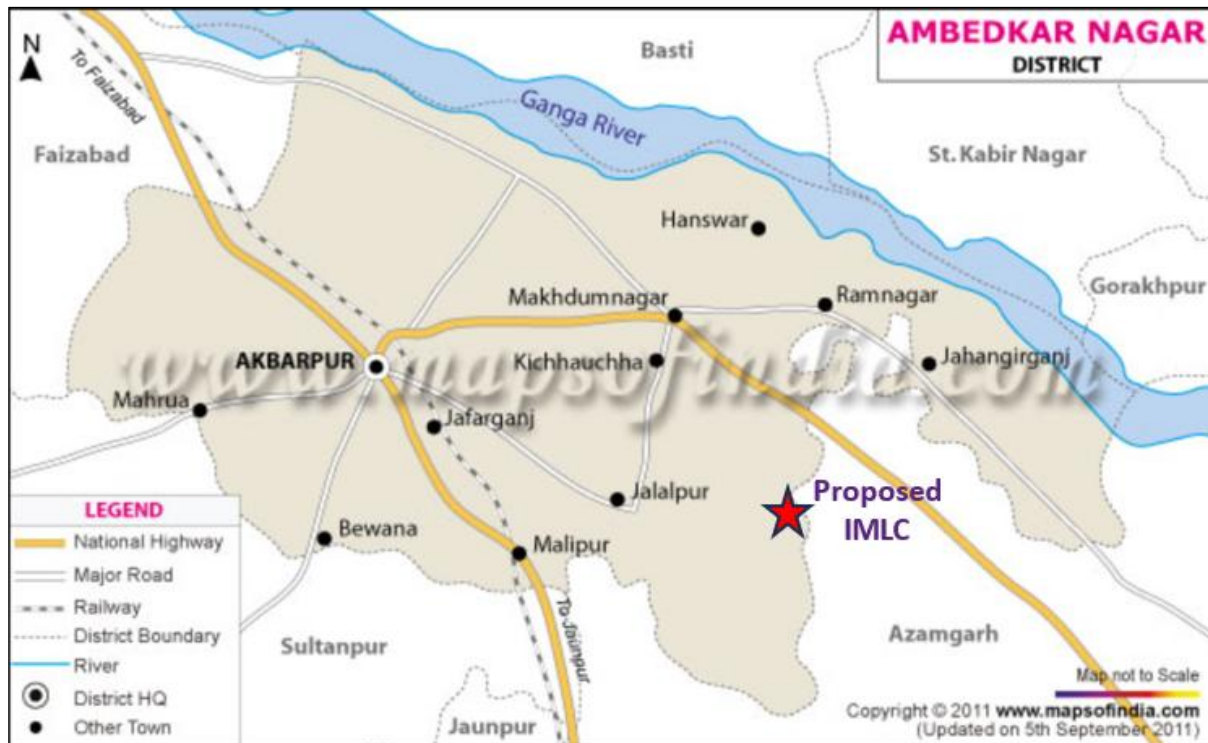 AMBEDKAR NAGAR
DISTRICT
N
Basti
To Faizabad
Ganga River
Faizabad
St. Kabir Nagar
Hanswar
Gorakhpur
Makhdumnagar
Ramnagar
AKBARPUR
Kichhauchha
Jahangirganj
www.mapsofindia.com
Mahrua
Jafarganj
Jalalpur
Proposed
IMLC
Bewana
Malipur
To Jaunpur
Sultanpur
Azamgarh
Jaunpur
LEGEND
National Highway
Major Road
Railway
District Boundary
River
District HQ
Other Town
Map not to Scale
Copyright © 2011 www.mapsofindia.com
(Updated on 5th September 2011)